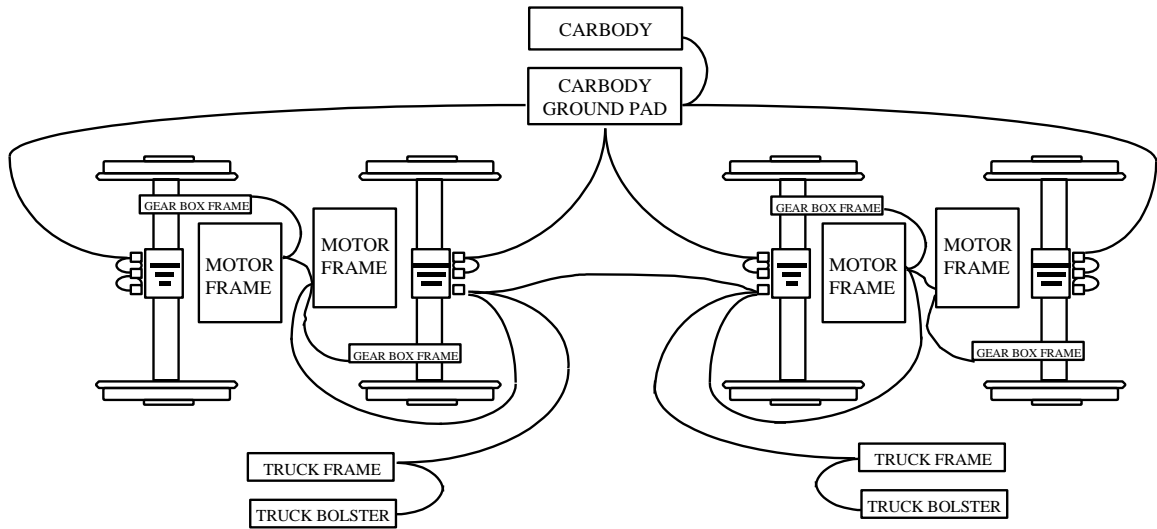 CARBODY
CARBODY
GROUND PAD
GEAR BOX FRAME
MOTOR
FRAME
MOTOR
FRAME
GEAR BOX FRAME
GEAR BOX FRAME
MOTOR
FRAME
MOTOR
FRAME
GEAR BOX FRAME
TRUCK FRAME
TRUCK BOLSTER
TRUCK FRAME
TRUCK BOLSTER